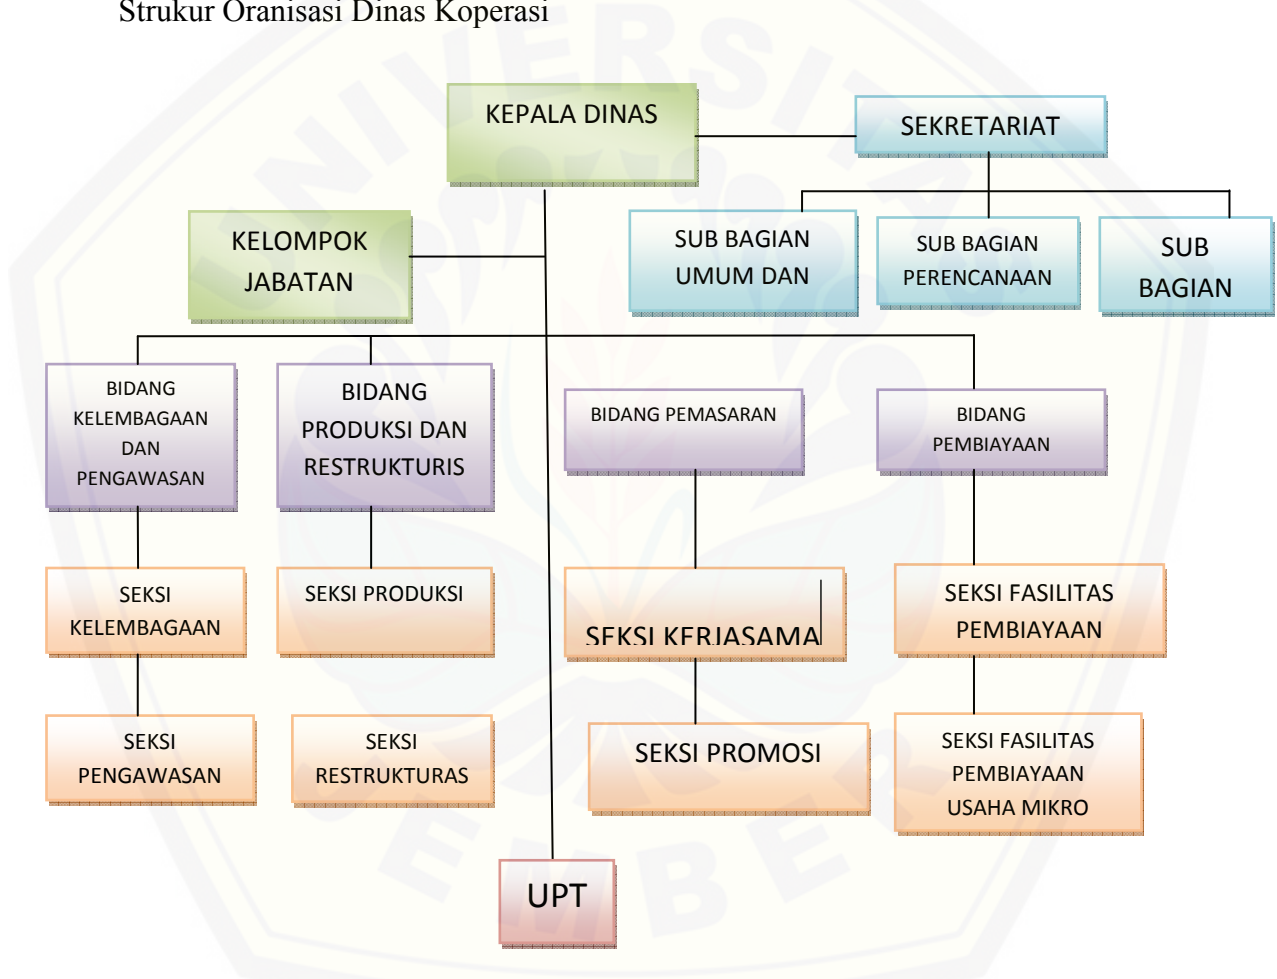 Strukur Oranisasi Dinas Koperasi
KEPALA DINAS
SEKRETARIAT
KELOMPOK
JABATAN
SUB BAGIAN
UMUM DAN
SUB BAGIAN
PERENCANAAN
SUB
BAGIAN
BIDANG
KELEMBAGAAN
DAN
PENGAWASAN
BIDANG
PRODUKSI DAN
RESTRUKTURIS
BIDANG PEMASARAN
BIDANG
PEMBIAYAAN
SEKSI
KELEMBAGAAN
SEKSI PRODUKSI
SEKSI KERJASAMA
SEKSI FASILITAS
PEMBIAYAAN
SEKSI
PENGAWASAN
SEKSI
RESTRUKTURAS
SEKSI PROMOSI
SEKSI FASILITAS
PEMBIAYAAN
USAHA MIKRO
UPT
UNIVERSITAS
JEMBER